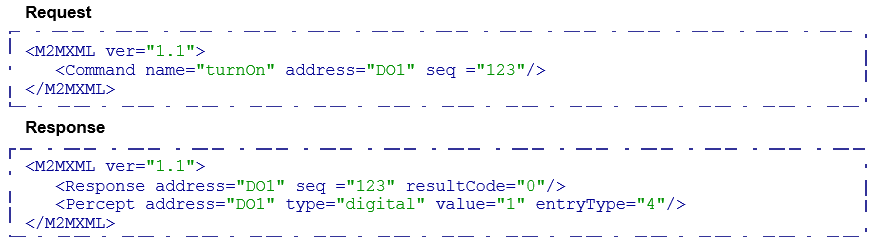 Request
<M2MXML ver="1.1">
<Command name="turnOn" address="DO1" seq ="123"/>
</M2MXML>
Response
<M2MXML ver="1.1">
<Response address="DO1" seq ="123" resultCode="0"/>
<Percept address="DO1" type="digital" value="1" entryType="4"/>
</M2MXML>